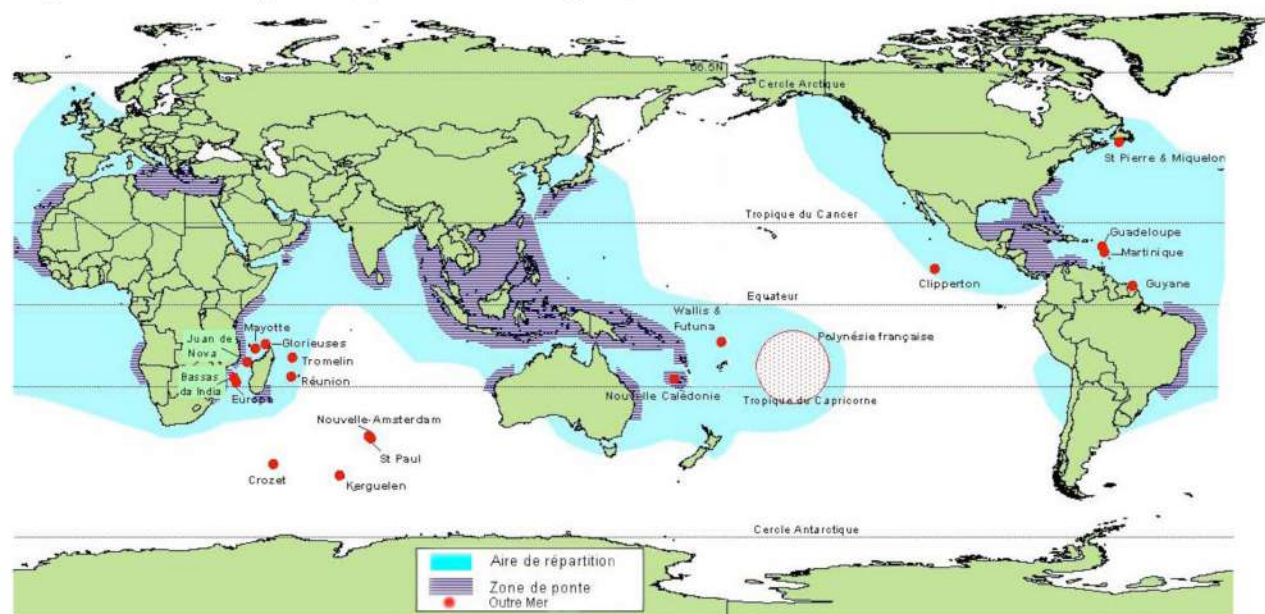 66.5N
Cercle Arctique
St Pierre & Miquelon
Tropique du Cancer
Guadeloupe
Martinique
Clipperton
Guyane
Equateur
Wallis &
Futuna
Polynésie française
Mayotte
Glorieuses
Juan de
Nova
Tromelin
Bassas
da India
Réunion
Europa
Nouvelle Calédonie
Tropique du Capricorne
Nouvelle-Amsterdam
St Paul
Crozet
Kerguelen
Cercle Antarctique
Aire de répartition
Zone de ponte
Outre Mer